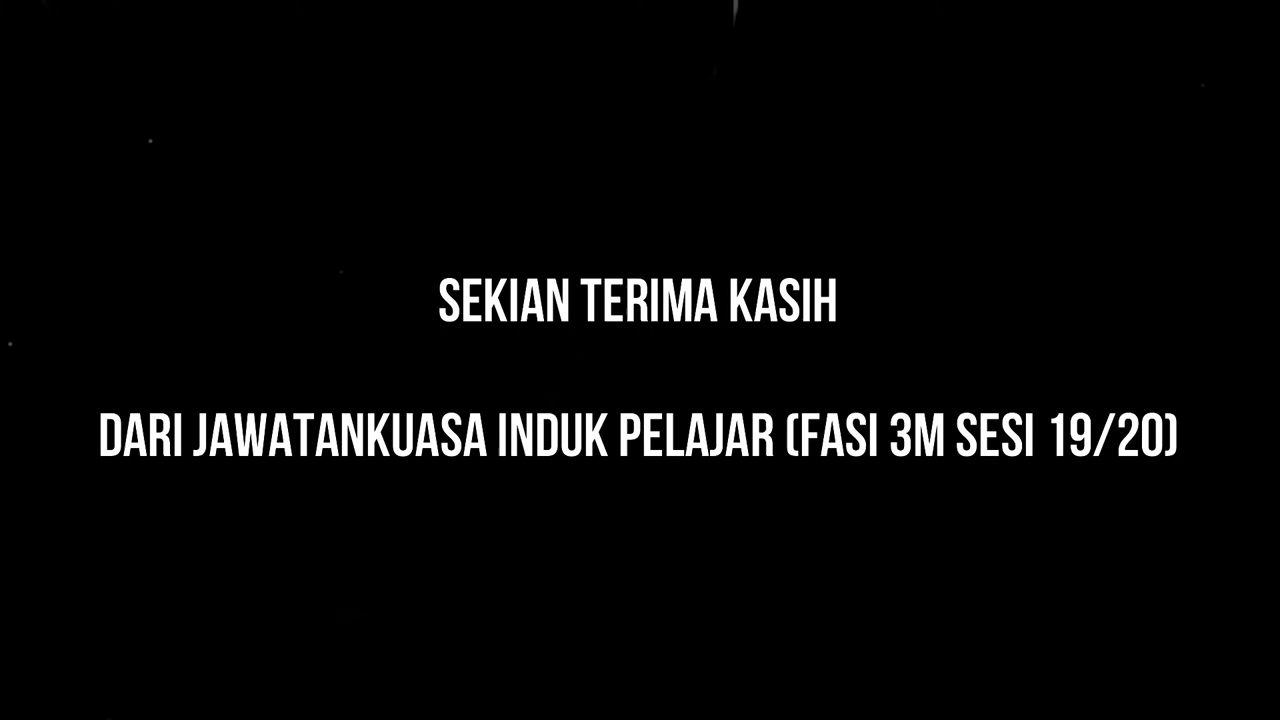 SEKIAN TERIMA KASIH
DARI JAWATANKUASA INDUK PELAJAR (FASI 3M SESI 19/20)